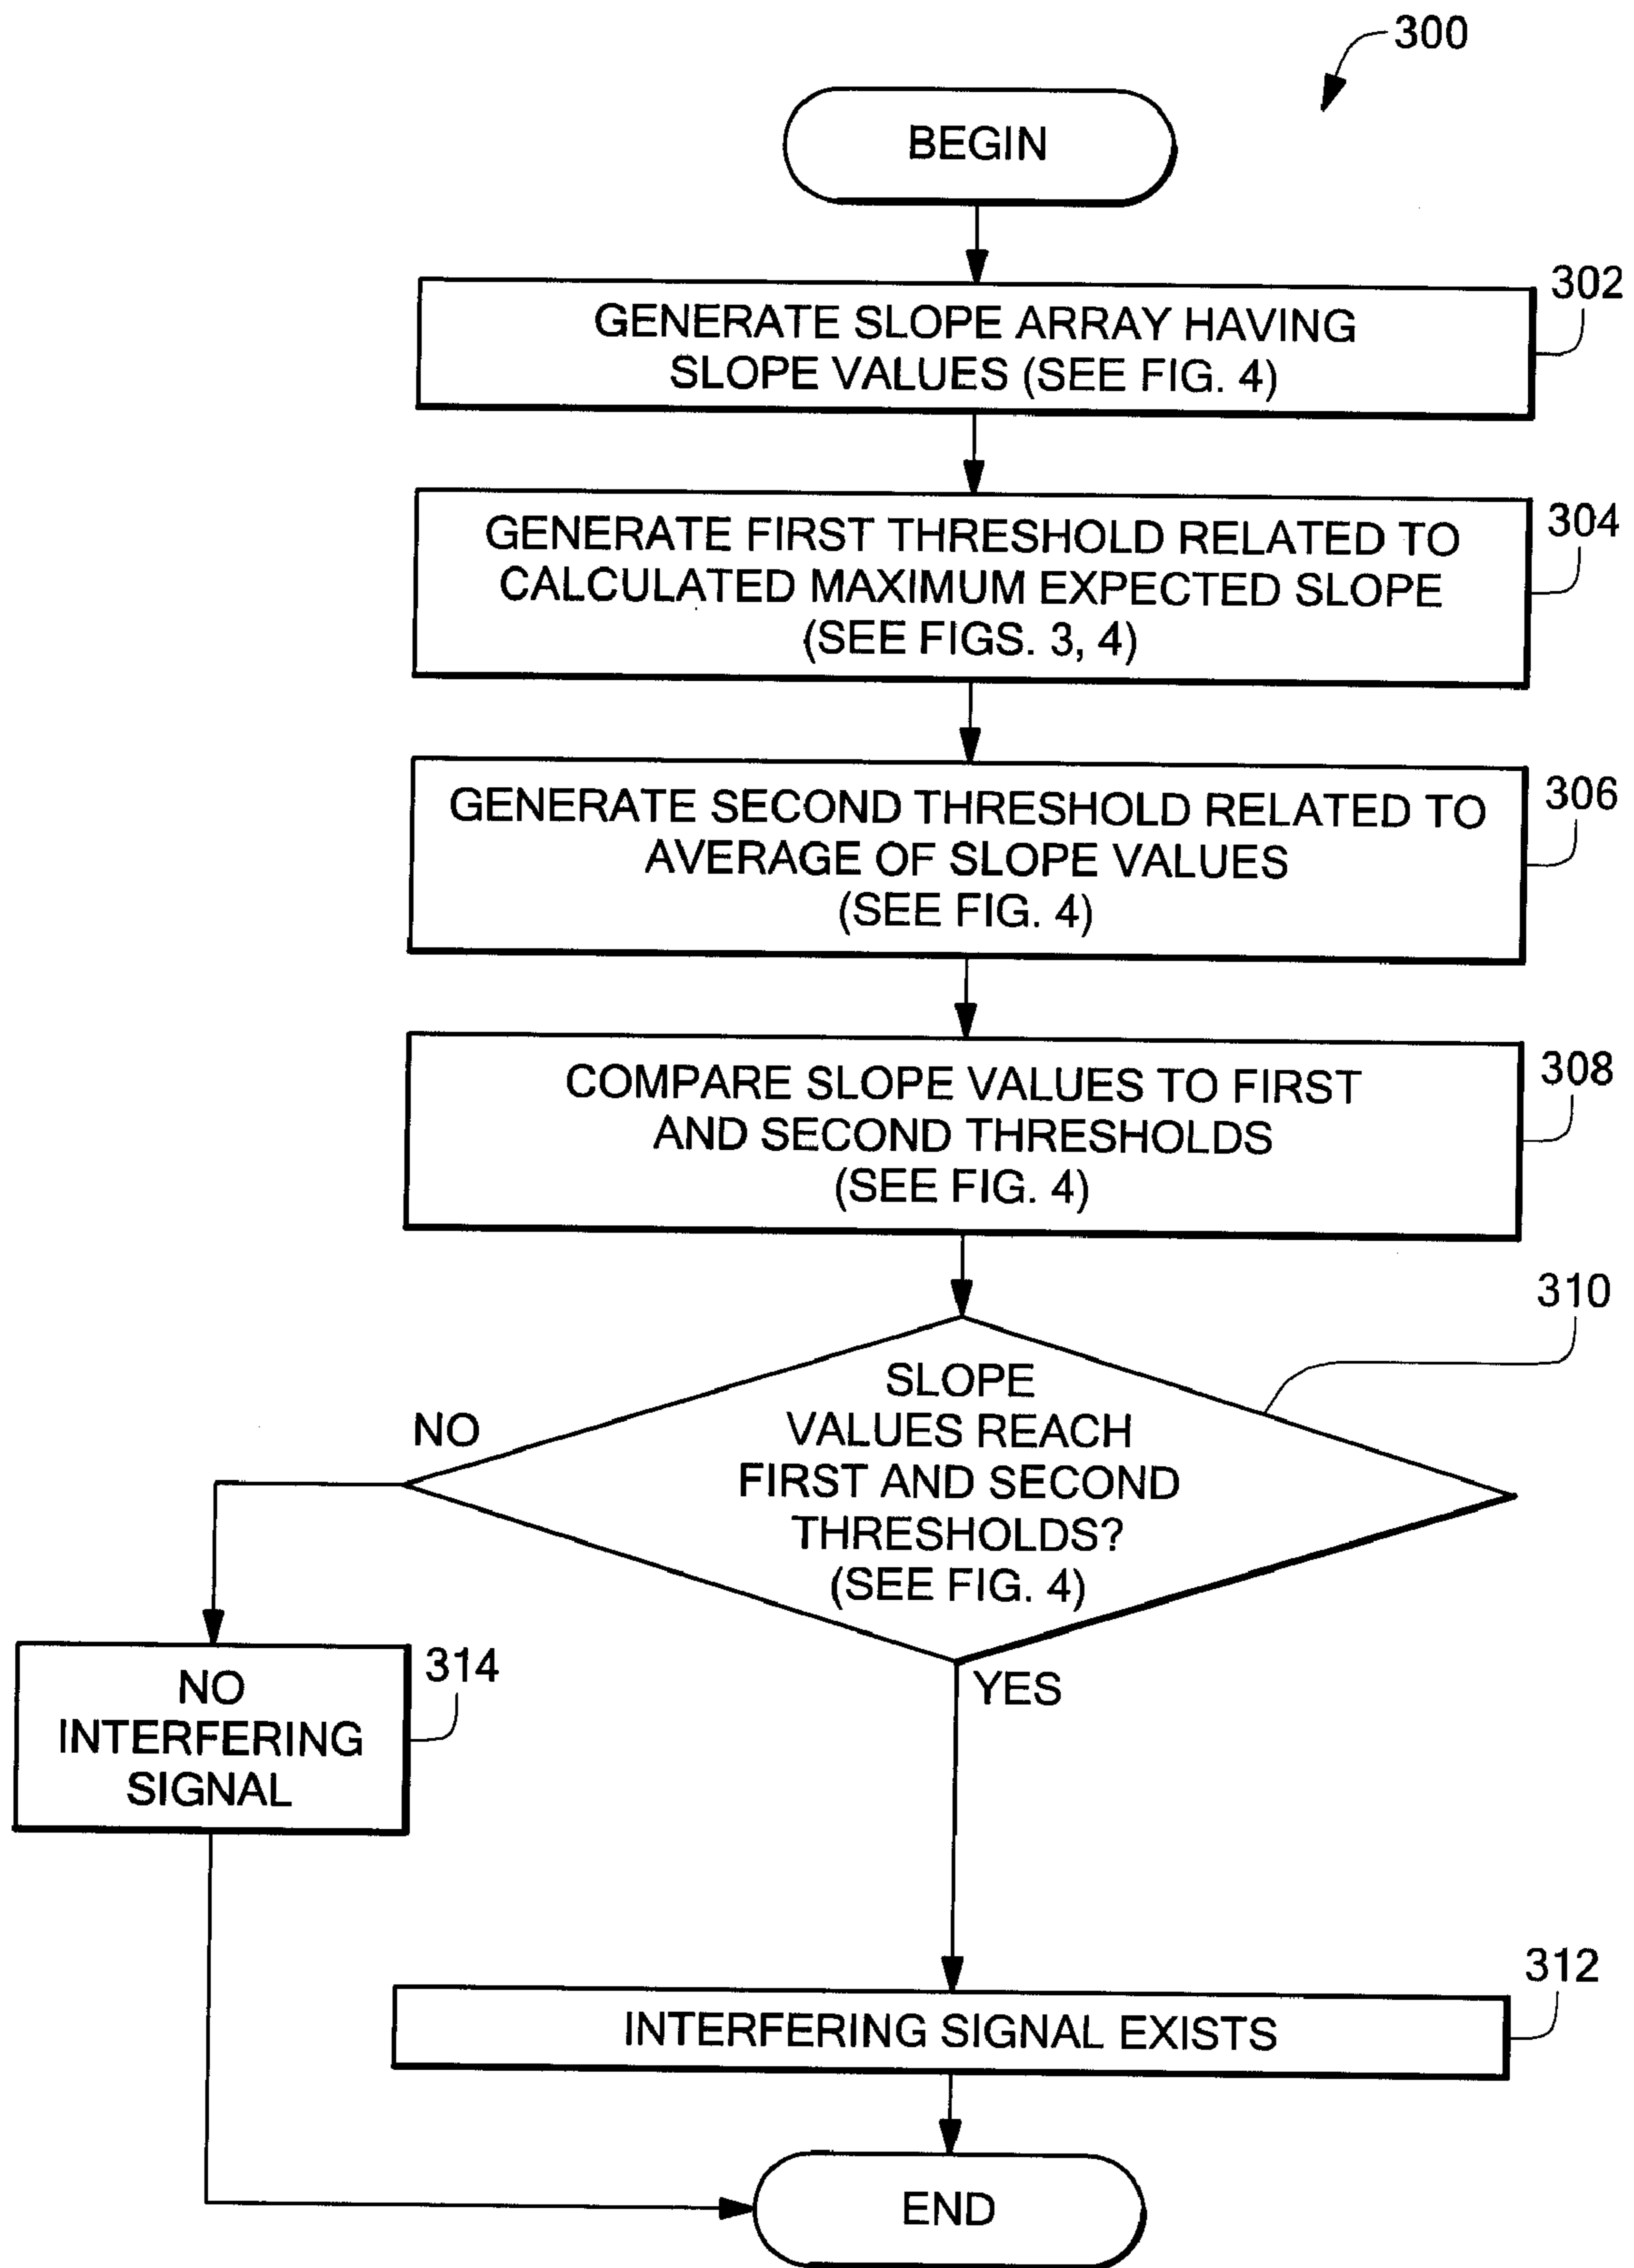 300
BEGIN
302
GENERATE SLOPE ARRAY HAVING
SLOPE VALUES (SEE FIG. 4)
304
GENERATE FIRST THRESHOLD RELATED TO
CALCULATED MAXIMUM EXPECTED SLOPE
(SEE FIGS. 3, 4)
306
GENERATE SECOND THRESHOLD RELATED TO
AVERAGE OF SLOPE VALUES
(SEE FIG. 4)
308
COMPARE SLOPE VALUES TO FIRST
AND SECOND THRESHOLDS
(SEE FIG. 4)
310
SLOPE
VALUES REACH
FIRST AND SECOND
THRESHOLDS?
(SEE FIG. 4)
NO
YES
314
NO
INTERFERING
SIGNAL
312
INTERFERING SIGNAL EXISTS
END